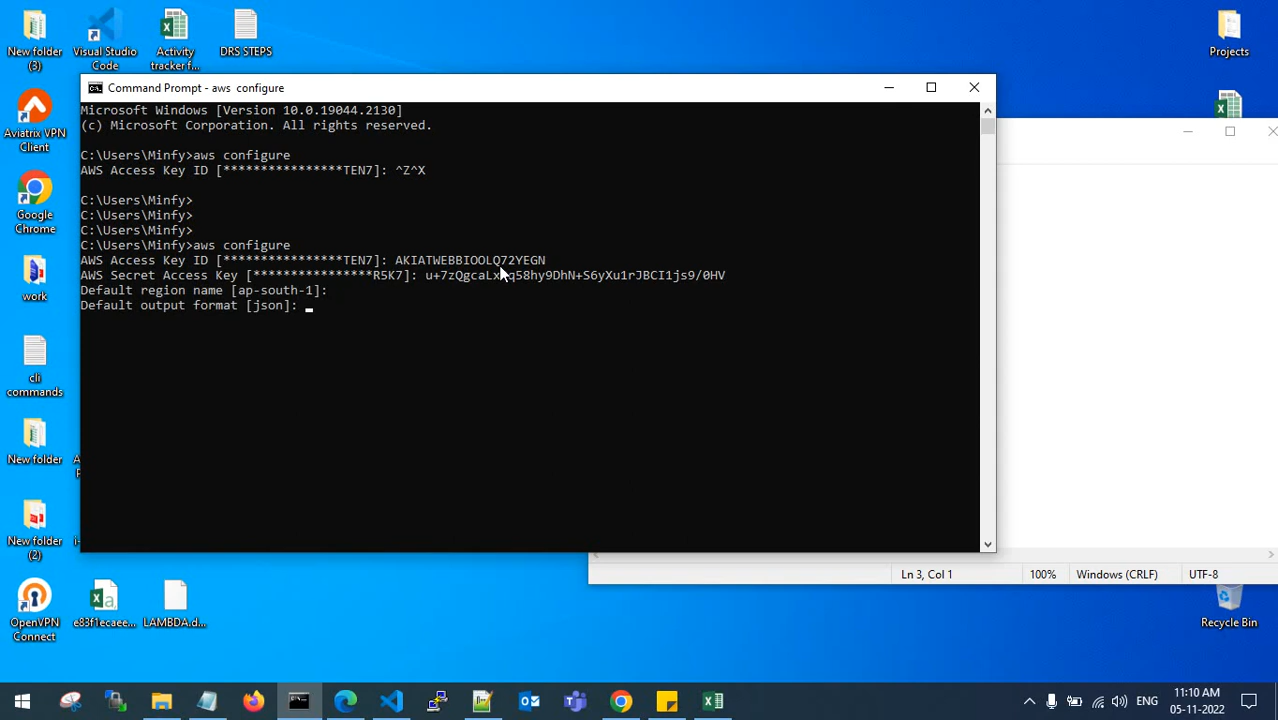 New folder (3)
Visual Studio Code
Activity tracker f...
DRS STEPS
Projects
Command Prompt - aws configure
Microsoft Windows [Version 10.0.19044.2130]
(c) Microsoft Corporation. All rights reserved.
C:\Users\Minfy>aws configure
AWS Access Key ID [****************TEN7]: ^Z^X
C:\Users\Minfy>
C:\Users\Minfy>
C:\Users\Minfy>
C:\Users\Minfy>aws configure
AWS Access Key ID [****************TEN7]: AKIATWEBBIOOLQ72YEGN
AWS Secret Access Key [****************R5K7]:
Default region name [ap-south-1]:
Default output format [json]:
Aviatrix VPN Client
Google Chrome
work
cli commands
New folder
New folder (2)
OpenVPN Connect
e83f1ecaee...
LAMBDA.d...
Ln 3, Col 1
100%
Windows (CRLF)
UTF-8
Recycle Bin
ENG
11:10 AM
05-11-2022